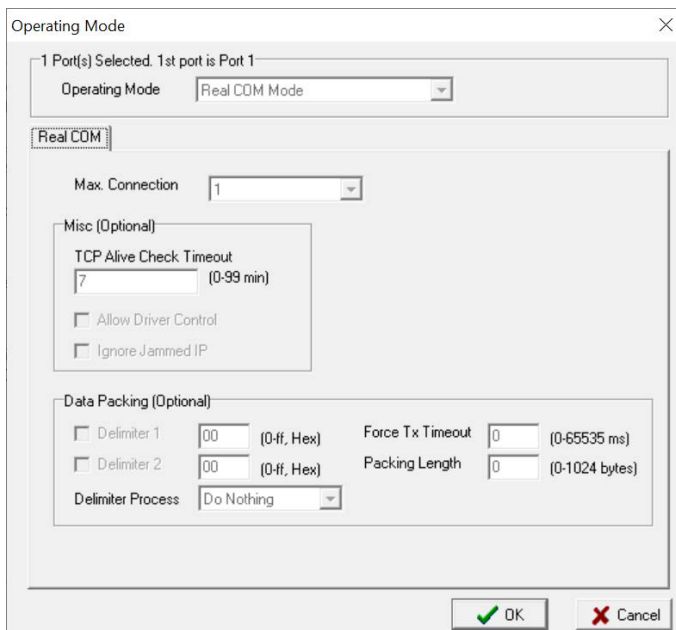 Operating Mode
1 Port(s) Selected. 1st port is Port 1
Operating Mode Real COM Mode
Real COM
Max. Connection 1
Misc (Optional)
TCP Alive Check Timeout
7 (0-99 min)
Allow Driver Control
Ignore Jammed IP
Data Packing (Optional)
Delimiter 1 00 (0-ff, Hex) Force Tx Timeout 0 (0-65535 ms)
Delimiter 2 00 (0-ff, Hex) Packing Length 0 (0-1024 bytes)
Delimiter Process Do Nothing
OK Cancel